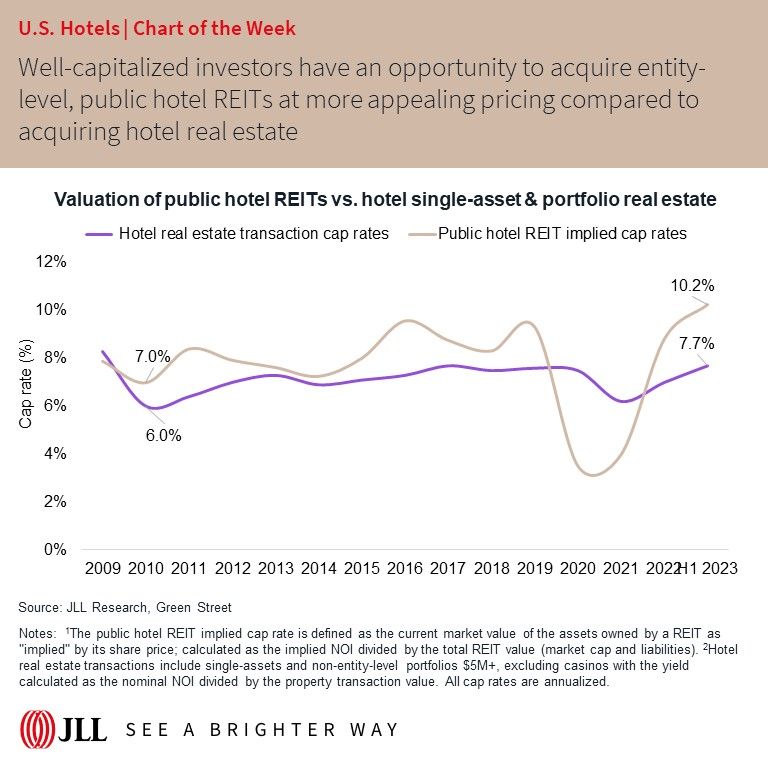 U.S. Hotels | Chart of the Week
Well-capitalized investors have an opportunity to acquire entity-
level, public hotel REITs at more appealing pricing compared to
acquiring hotel real estate
Valuation of public hotel REITs vs. hotel single-asset & portfolio real estate
Hotel real estate transaction cap rates
Public hotel REIT implied cap rates
Cap rate (%)
12%
10%
8%
6%
4%
2%
0%
7.0%
6.0%
10.2%
7.7%
2009 2010 2011 2012 2013 2014 2015 2016 2017 2018 2019 2020 2021 2022 H1 2023
Source: JLL Research, Green Street
Notes: ¹The public hotel REIT implied cap rate is defined as the current market value of the assets owned by a REIT as
"implied" by its share price; calculated as the implied NOI divided by the total REIT value (market cap and liabilities). ²Hotel
real estate transactions include single-assets and non-entity-level portfolios $5M+, excluding casinos with the yield
calculated as the nominal NOI divided by the property transaction value. All cap rates are annualized.
JLL SEE A BRIGHTER WAY